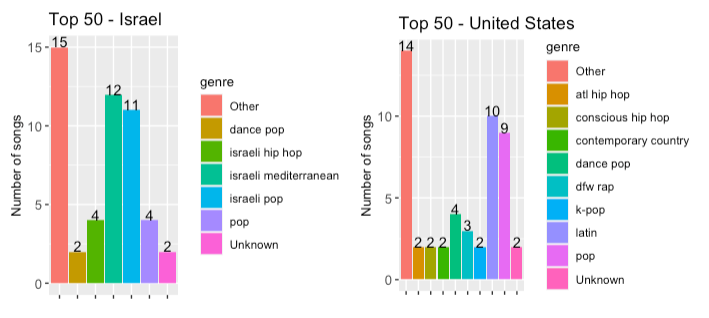 Top 50 - Israel
15
10
5
0
Number of songs
15
2
4
12
11
4
2
genre
Other
dance pop
israeli hip hop
israeli mediterranean
israeli pop
pop
Unknown
Top 50 - United States
10
5
0
Number of songs
14
2
2
2
4
3
2
10
9
2
genre
Other
atl hip hop
conscious hip hop
contemporary country
dance pop
dfw rap
k-pop
latin
pop
Unknown